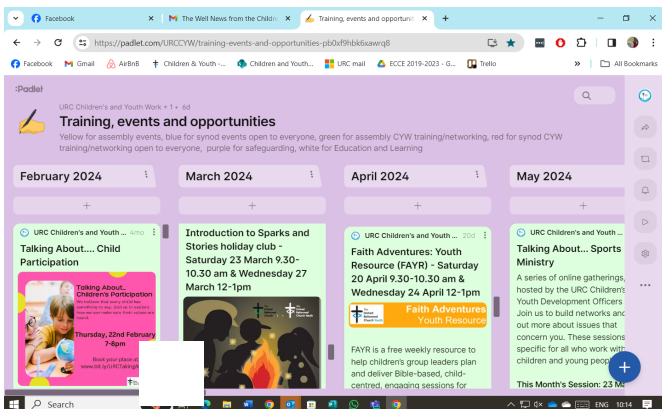 Facebook
The Well News from the Childre
Training, events and opportuniti
https://padlet.com/URCCYW/training-events-and-opportunities-pb0xf9hbk6xawrq8
Facebook
Gmail
AirBnB
Children & Youth -...
Children and Youth...
URC mail
ECCE 2019-2023 - G...
Trello
»
All Bookmarks
:Padlet
URC Children's and Youth Work + 1 • 6d
Training, events and opportunities
Yellow for assembly events, blue for synod events open to everyone, green for assembly CYW training/networking, red for synod CYW
training/networking open to everyone, purple for safeguarding, white for Education and Learning
February 2024
March 2024
April 2024
May 2024
URC Children's and Youth ... 4mo
Talking About.... Child
Participation
Talking About...
Children's Participation
Thursday, 22nd February
7-8pm
Book your place at
www.bit.ly/URCTalking
Introduction to Sparks and
Stories holiday club -
Saturday 23 March 9.30-
10.30 am & Wednesday 27
March 12-1pm
URC Children's and Youth ... 20d
Faith Adventures: Youth
Resource (FAYR) - Saturday
20 April 9.30-10.30 am &
Wednesday 24 April 12-1pm
Faith Adventures
Youth Resource
FAYR is a free weekly resource to
help children's group leaders plan
and deliver Bible-based, child-
centred, engaging sessions for
URC Children's and Youth ...
Talking About... Sports
Ministry
A series of online gatherings,
hosted by the URC Children's
Youth Development Officers
Join us to build networks and
out more about issues that
concern you. These sessions
specific for all who work with
children and young people
This Month's Session: 23 Ma
Search
ENG
10:14